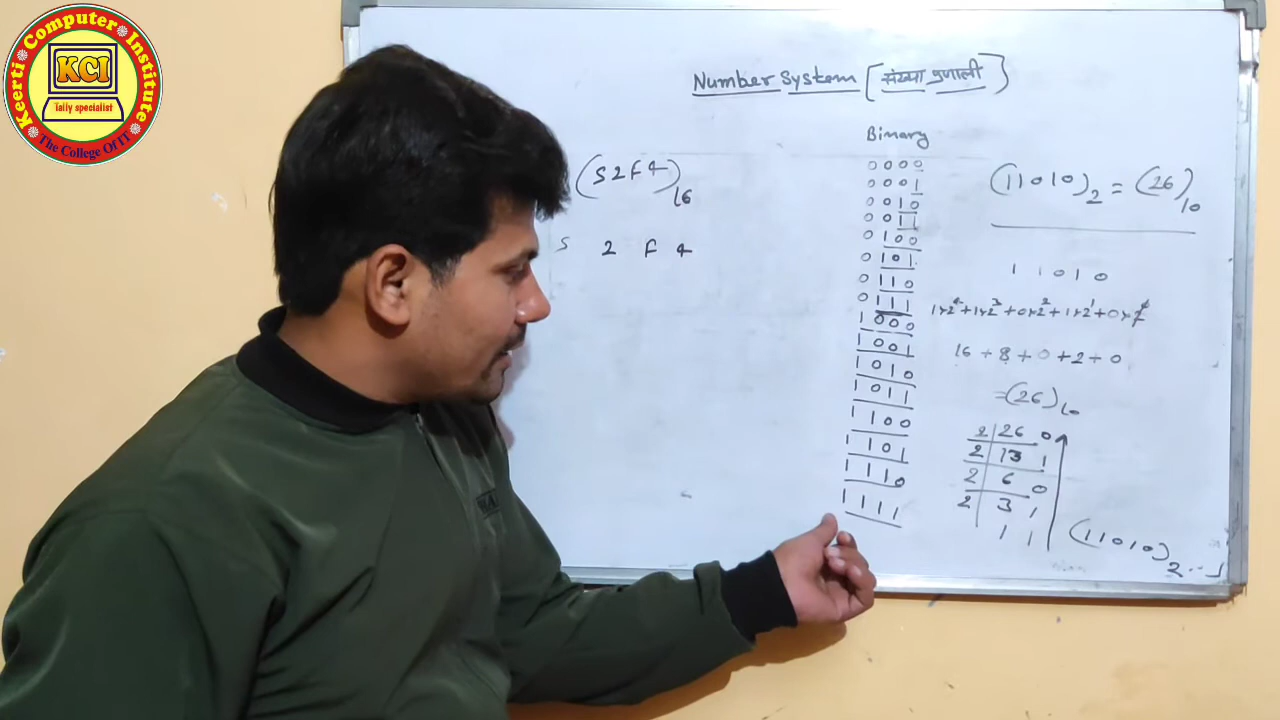 Keerti Computer Institute
KCI
Tally specialist
The College Of IT
Number System [संख्या प्रणाली]
(52F4)16
5 2 F 4
Binary
0000
0001
0010
0011
0100
0101
0110
0111
1000
1001
1010
1011
1100
1101
1110
1111
(11010)2 = (26)10
1 1 0 1 0
1×2⁴+1×2³+0×2²+1×2¹+0×2⁰
16 + 8 + 0 + 2 + 0
=(26)10
2 | 26 0
2 | 13 1
2 | 6 0
2 | 3 1
1 1
(11010)2